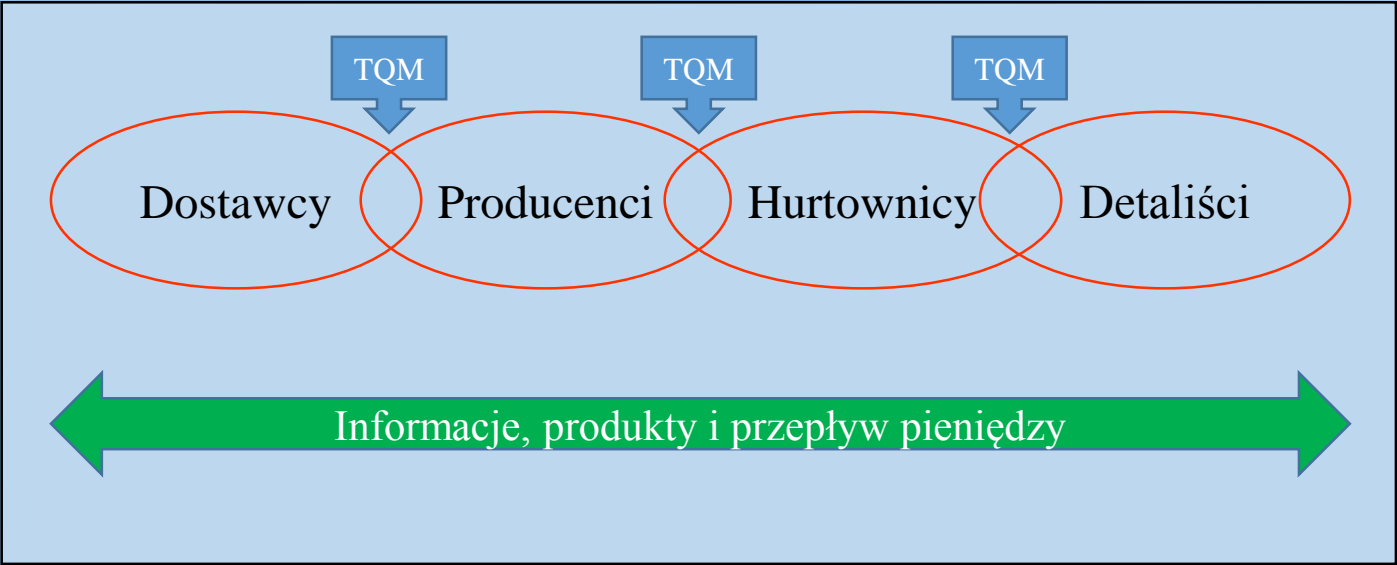 TQM TQM TQM
Dostawcy Producenci Hurtownicy Detaliści
Informacje, produkty i przepływ pieniędzy